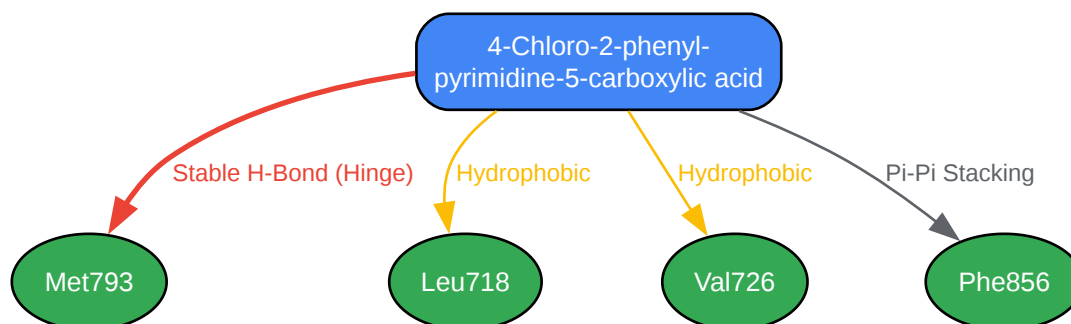 4-Chloro-2-phenyl-
pyrimidine-5-carboxylic acid
Stable H-Bond (Hinge)
Hydrophobic
Hydrophobic
Pi-Pi Stacking
Met793
Leu718
Val726
Phe856